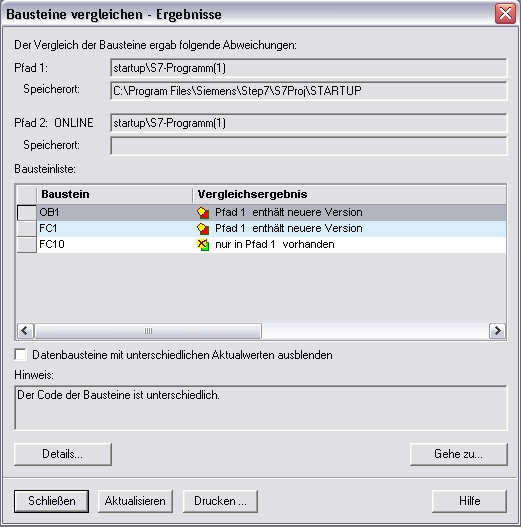 Bausteine vergleichen - Ergebnisse
Der Vergleich der Bausteine ergab folgende Abweichungen:
Pfad 1: startup\S7-Programm(1)
Speicherort: C:\Program Files\Siemens\Step7\S7Proj\STARTUP
Pfad 2: ONLINE startup\S7-Programm(1)
Speicherort:
Bausteinliste:
Baustein Vergleichsergebnis
OB1 Pfad 1 enthält neuere Version
FC1 Pfad 1 enthält neuere Version
FC10 nur in Pfad 1 vorhanden
Datenbausteine mit unterschiedlichen Aktualwerten ausblenden
Hinweis:
Der Code der Bausteine ist unterschiedlich.
Details... Gehe zu...
Schließen Aktualisieren Drucken ... Hilfe